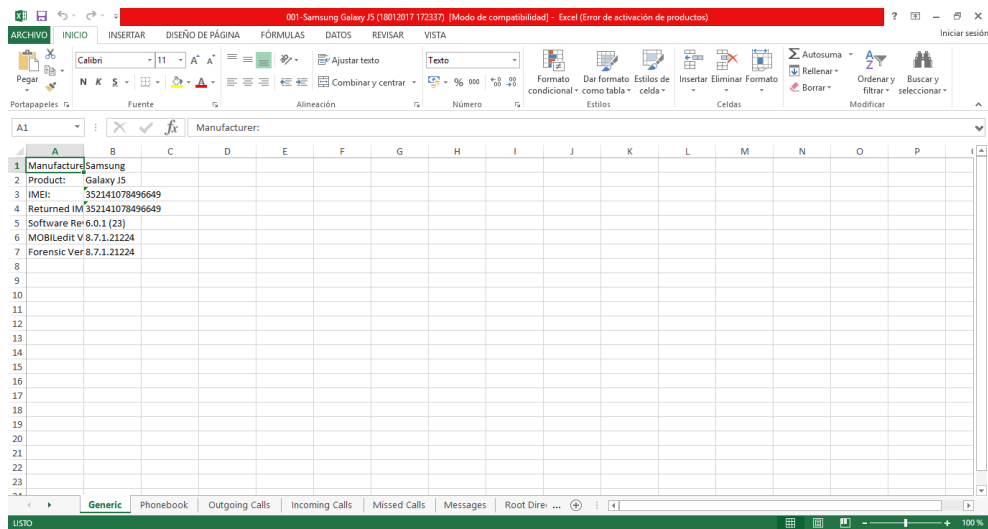 001-Samsung Galaxy J5 (18012017 172337) [Modo de compatibilidad] - Excel (Error de activación de productos)
ARCHIVO INICIO INSERTAR DISEÑO DE PÁGINA FÓRMULAS DATOS REVISAR VISTA Iniciar sesión
Pegar
Calibri 11
N K S
Ajustar texto
Combinar y centrar
Texto
% 000
Formato condicional
Dar formato como tabla
Estilos de celda
Insertar Eliminar Formato
Autosuma
Rellenar
Borrar
Ordenar y filtrar
Buscar y seleccionar
Portapapeles Fuente Alineación Número Estilos Celdas Modificar
A1 fx Manufacturer:
A B C D E F G H I J K L M N O P
1 Manufacture Samsung
2 Product: Galaxy J5
3 IMEI: 352141078496649
4 Returned IM 352141078496649
5 Software Re 6.0.1 (23)
6 MOBILedit V 8.7.1.21224
7 Forensic Ver 8.7.1.21224
8
9
10
11
12
13
14
15
16
17
18
19
20
21
22
23
Generic Phonebook Outgoing Calls Incoming Calls Missed Calls Messages Root Dire ...
LISTO 100 %